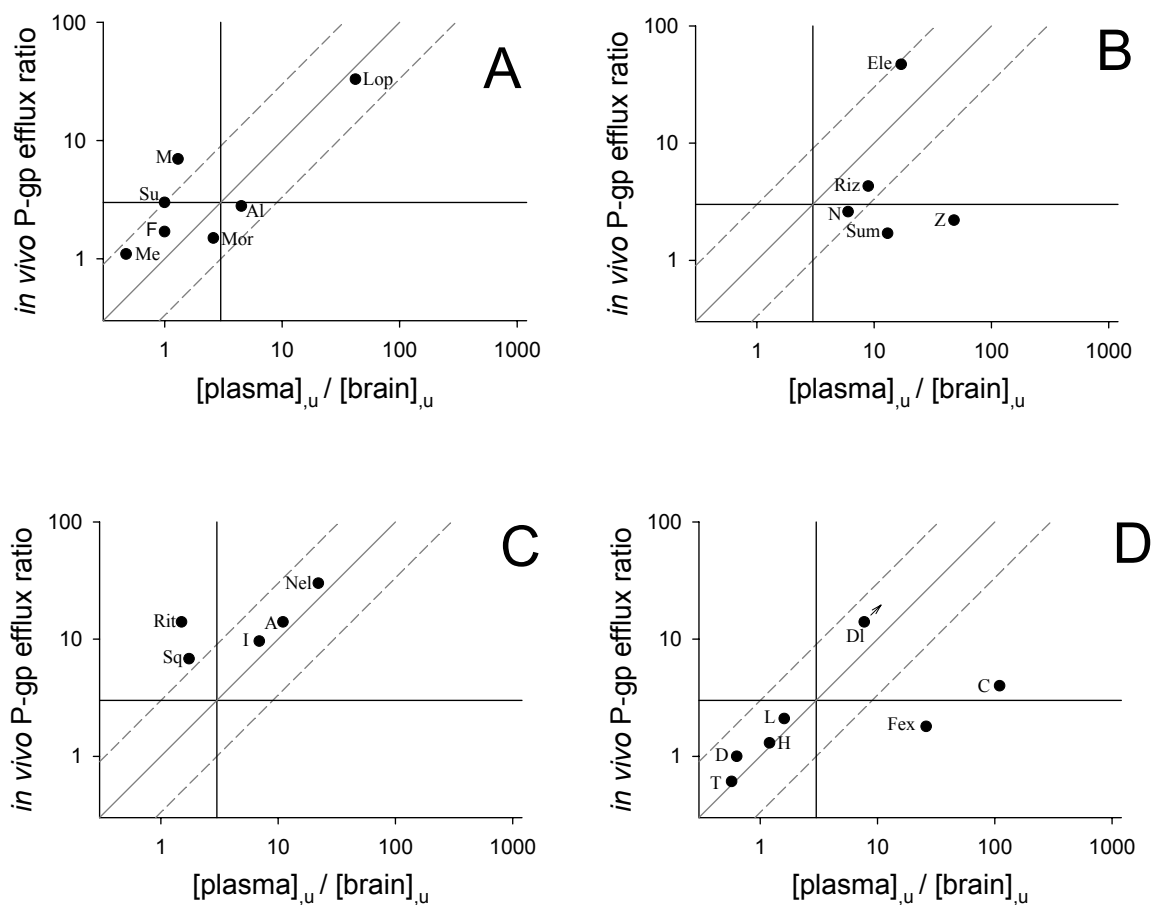 A
in vivo P-gp efflux ratio
100
10
1
Lop
M
Su
F
Me
Al
Mor
1
10
100
1000
[plasma],u / [brain],u
B
in vivo P-gp efflux ratio
100
10
1
Ele
Riz
N
Sum
Z
1
10
100
1000
[plasma],u / [brain],u
C
in vivo P-gp efflux ratio
100
10
1
Nel
Rit
A
I
Sq
1
10
100
1000
[plasma],u / [brain],u
D
in vivo P-gp efflux ratio
100
10
1
Dl
C
L
Fex
H
D
T
1
10
100
1000
[plasma],u / [brain],u